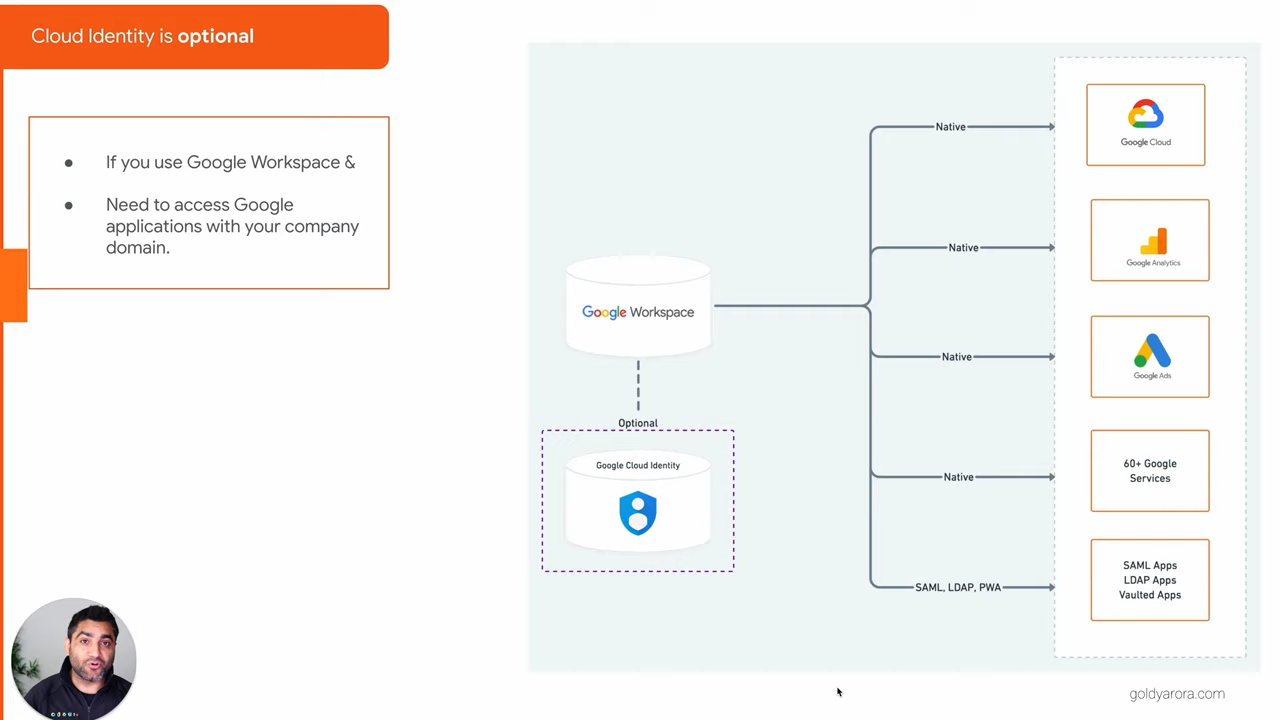 Cloud Identity is optional
If you use Google Workspace &
Need to access Google
applications with your company
domain.
Google Workspace
Optional
Google Cloud Identity
Native
Native
Native
Native
SAML, LDAP, PWA
Google Cloud
Google Analytics
Google Ads
60+ Google
Services
SAML Apps
LDAP Apps
Vaulted Apps
goldyarora.com